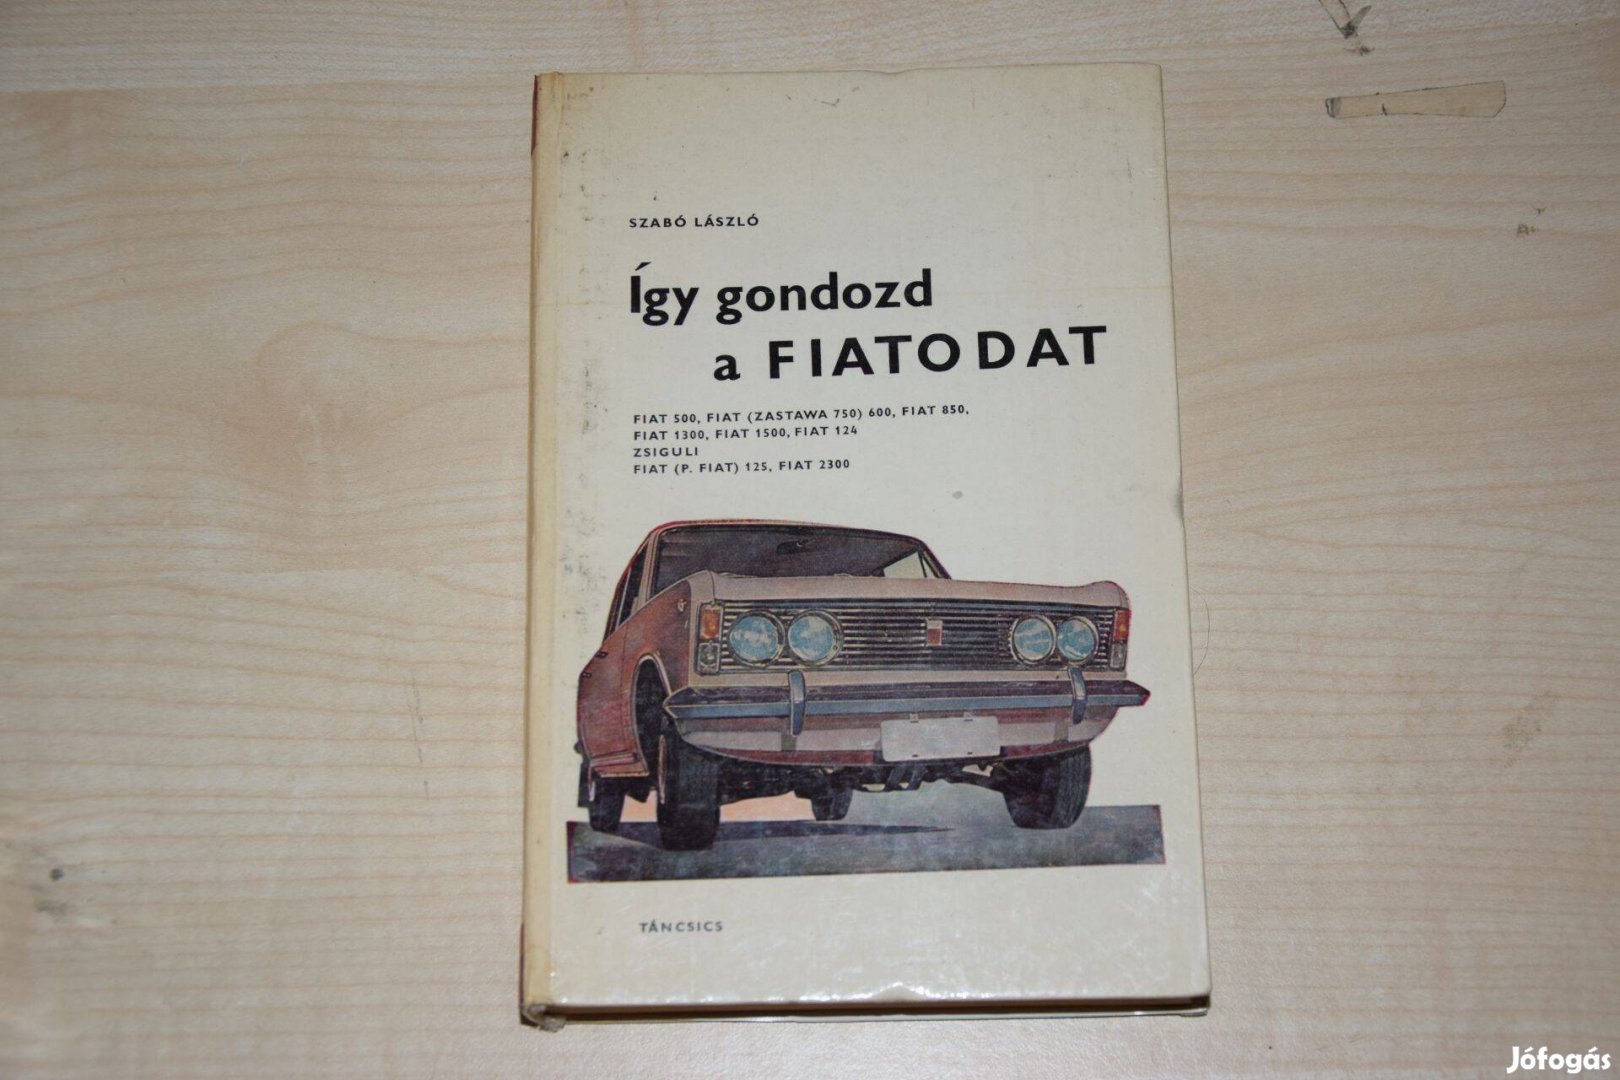 SZABÓ LÁSZLÓ
Így gondozd
a FIATODAT
FIAT 500, FIAT (ZASTAWA 750) 600, FIAT 850,
FIAT 1300, FIAT 1500, FIAT 124
ZSIGULI
FIAT (P. FIAT) 125, FIAT 2300
TÁNCSICS
Jófogás